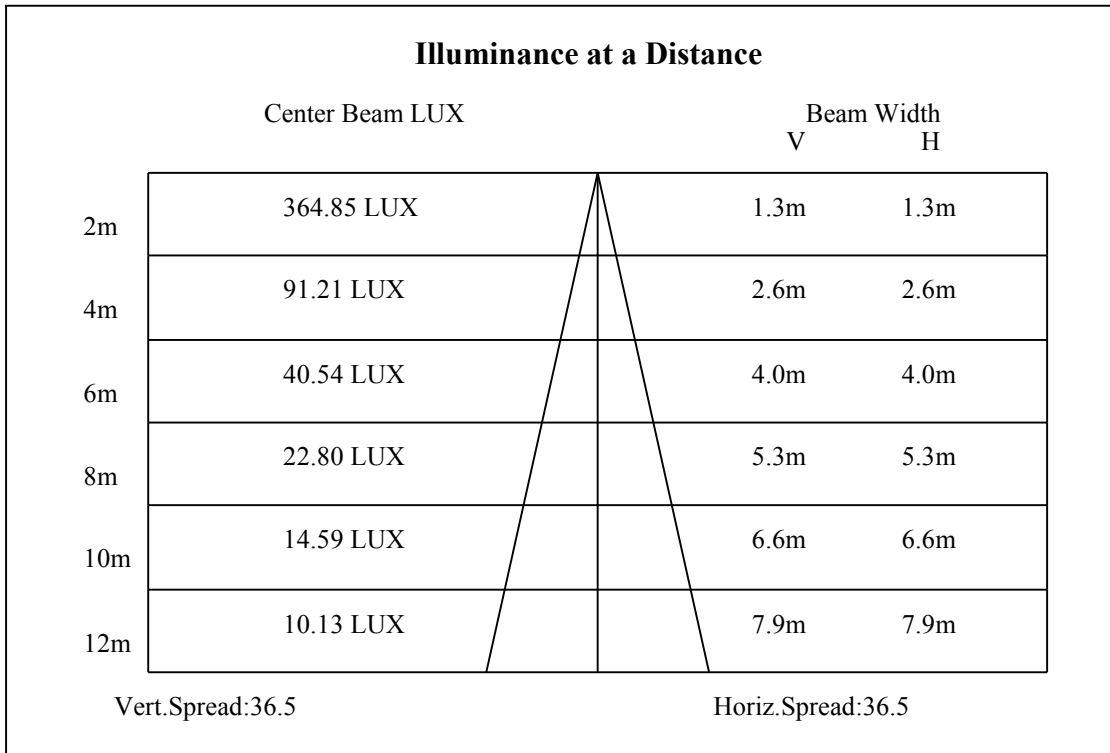 Illuminance at a Distance
Center Beam LUX Beam Width
V H
2m 364.85 LUX 1.3m 1.3m
4m 91.21 LUX 2.6m 2.6m
6m 40.54 LUX 4.0m 4.0m
8m 22.80 LUX 5.3m 5.3m
10m 14.59 LUX 6.6m 6.6m
12m 10.13 LUX 7.9m 7.9m
Vert.Spread:36.5 Horiz.Spread:36.5